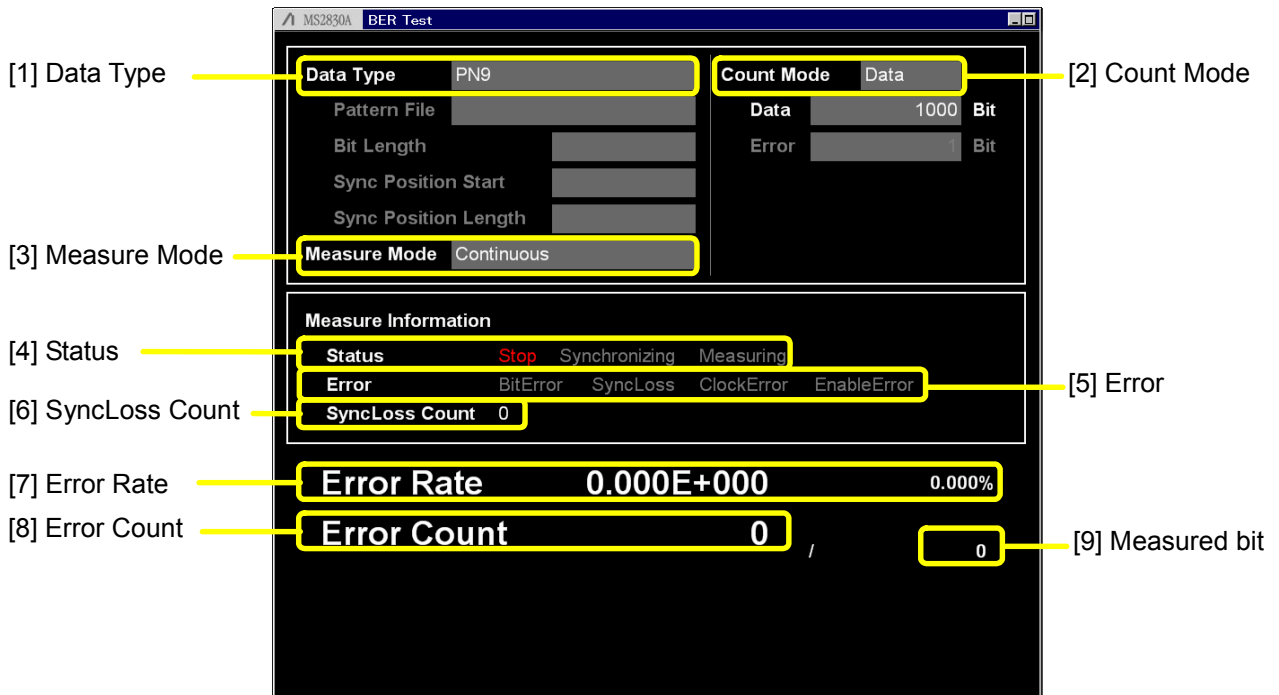 MS2830A BER Test
[1] Data Type
Data Type PN9
Count Mode Data
[2] Count Mode
Pattern File
Data 1000 Bit
Bit Length
Error 1 Bit
Sync Position Start
Sync Position Length
[3] Measure Mode
Measure Mode Continuous
Measure Information
[4] Status
Status Stop Synchronizing Measuring
Error BitError SyncLoss ClockError EnableError
[5] Error
[6] SyncLoss Count
SyncLoss Count 0
[7] Error Rate
Error Rate 0.000E+000 0.000%
[8] Error Count
Error Count 0 / 0
[9] Measured bit